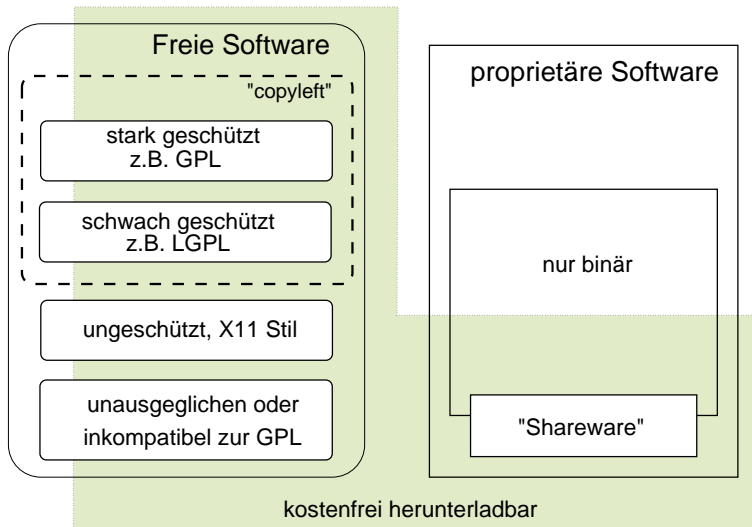 Freie Software
"copyleft"
stark geschützt
z.B. GPL
schwach geschützt
z.B. LGPL
ungeschützt, X11 Stil
unausgeglichen oder
inkompatibel zur GPL
proprietäre Software
nur binär
"Shareware"
kostenfrei herunterladbar